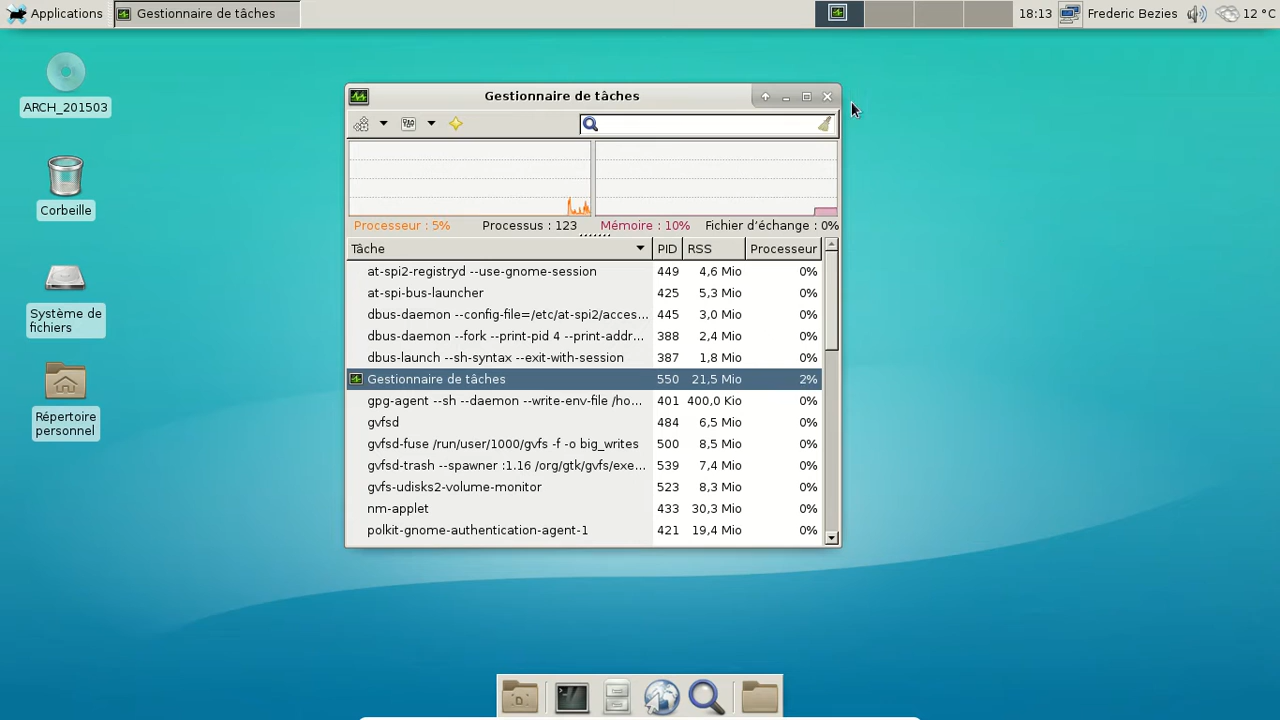 Applications
Gestionnaire de tâches
18:13
Frederic Bezies
12 °C
ARCH_201503
Corbeille
Système de
fichiers
Répertoire
personnel
Gestionnaire de tâches
Processeur : 5% Processus : 123 Mémoire : 10% Fichier d’échange : 0%
Tâche PID RSS Processeur
at-spi2-registryd --use-gnome-session 449 4,6 Mio 0%
at-spi-bus-launcher 425 5,3 Mio 0%
dbus-daemon --config-file=/etc/at-spi2/acces... 445 3,0 Mio 0%
dbus-daemon --fork --print-pid 4 --print-addr... 388 2,4 Mio 0%
dbus-launch --sh-syntax --exit-with-session 387 1,8 Mio 0%
Gestionnaire de tâches 550 21,5 Mio 2%
gpg-agent --sh --daemon --write-env-file /ho... 401 400,0 Kio 0%
gvfsd 484 6,5 Mio 0%
gvfsd-fuse /run/user/1000/gvfs -f -o big_writes 500 8,5 Mio 0%
gvfsd-trash --spawner :1.16 /org/gtk/gvfs/exe... 539 7,4 Mio 0%
gvfs-udisks2-volume-monitor 523 8,3 Mio 0%
nm-applet 433 30,3 Mio 0%
polkit-gnome-authentication-agent-1 421 19,4 Mio 0%